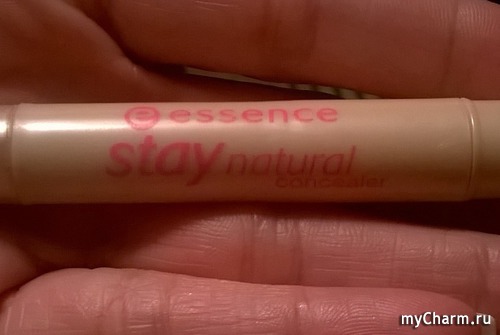 essence
stay natural
concealer
myCharm.ru